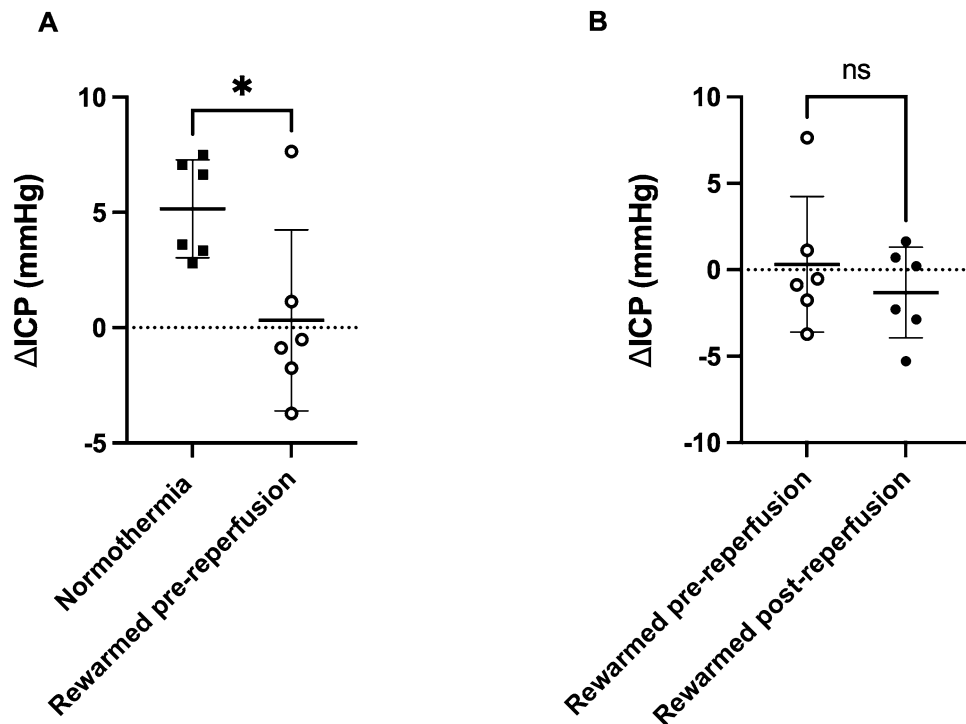 A
ΔICP (mmHg)
10
5
0
-5
*
Normothermia
Rewarmed pre-reperfusion
B
ΔICP (mmHg)
10
5
0
-5
-10
ns
Rewarmed pre-reperfusion
Rewarmed post-reperfusion